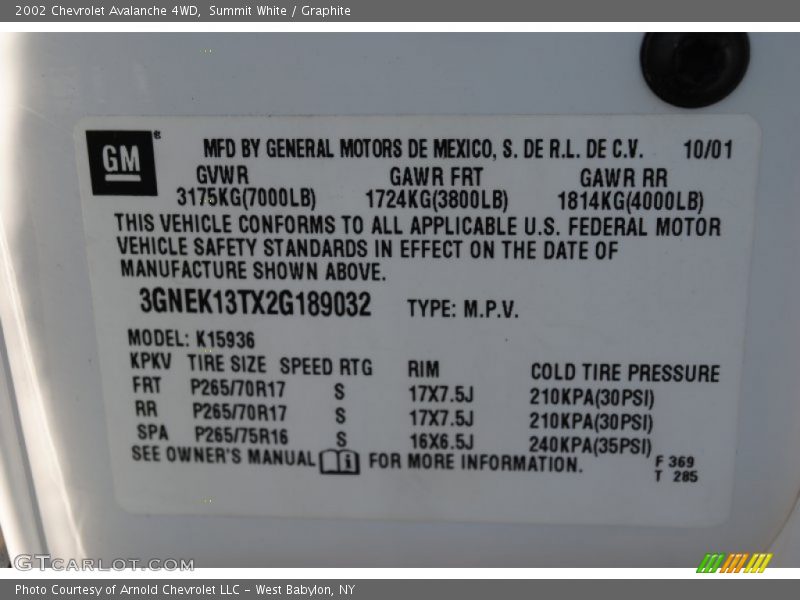 2002 Chevrolet Avalanche 4WD, Summit White / Graphite
GM® MFD BY GENERAL MOTORS DE MEXICO, S. DE R.L. DE C.V. 10/01
GVWR GAWR FRT GAWR RR
3175KG(7000LB) 1724KG(3800LB) 1814KG(4000LB)
THIS VEHICLE CONFORMS TO ALL APPLICABLE U.S. FEDERAL MOTOR
VEHICLE SAFETY STANDARDS IN EFFECT ON THE DATE OF
MANUFACTURE SHOWN ABOVE.
3GNEK13TX2G189032 TYPE: M.P.V.
MODEL: K15936
KPKV TIRE SIZE SPEED RTG RIM COLD TIRE PRESSURE
FRT P265/70R17 S 17X7.5J 210KPA(30PSI)
RR P265/70R17 S 17X7.5J 210KPA(30PSI)
SPA P265/75R16 S 16X6.5J 240KPA(35PSI)
SEE OWNER'S MANUAL FOR MORE INFORMATION.
F 369
T 285
GTCARLOT.COM
Photo Courtesy of Arnold Chevrolet LLC - West Babylon, NY